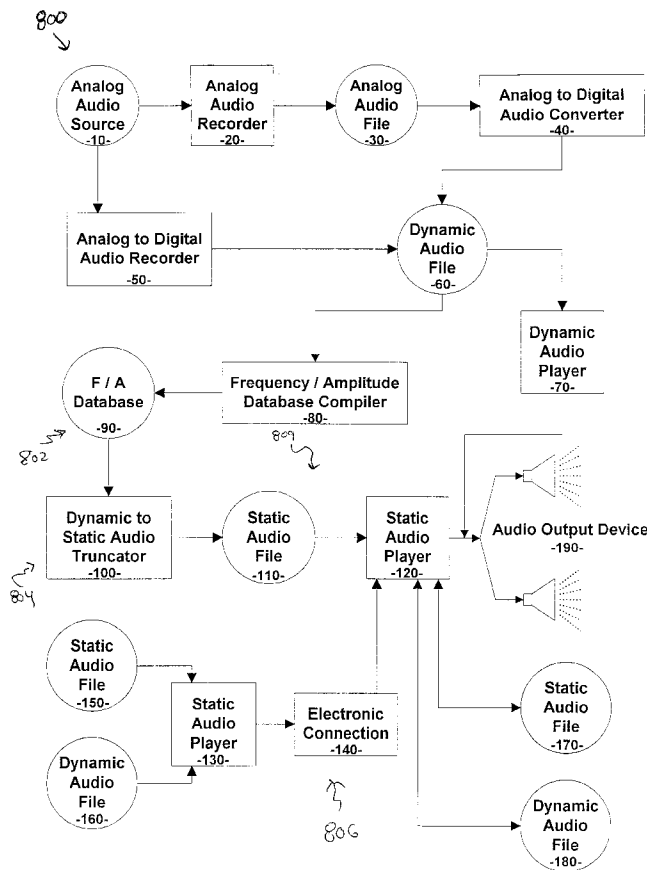 800
Analog
Audio
Source
-10-
Analog
Audio
Recorder
-20-
Analog
Audio
File
-30-
Analog to Digital
Audio Converter
-40-
Analog to Digital
Audio Recorder
-50-
Dynamic
Audio
File
-60-
Dynamic
Audio
Player
-70-
F / A
Database
-90-
Frequency / Amplitude
Database Compiler
-80-
802
809
Dynamic to
Static Audio
Truncator
-100-
Static
Audio
File
-110-
Static
Audio
Player
-120-
Audio Output Device
-190-
804
Static
Audio
File
-150-
Static
Audio
Player
-130-
Electronic
Connection
-140-
Static
Audio
File
-170-
Dynamic
Audio
File
-160-
806
Dynamic
Audio
File
-180-